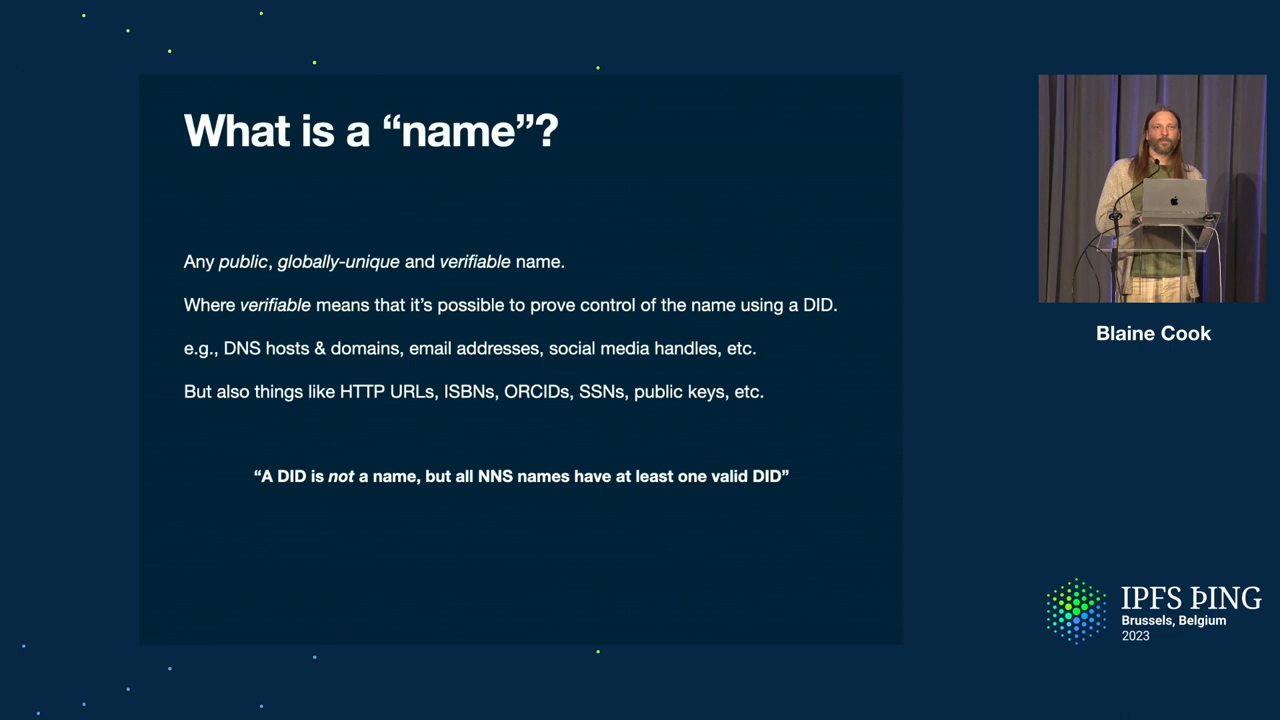 What is a “name”?
Any public, globally-unique and verifiable name.
Where verifiable means that it’s possible to prove control of the name using a DID.
e.g., DNS hosts & domains, email addresses, social media handles, etc.
But also things like HTTP URLs, ISBNs, ORCIDs, SSNs, public keys, etc.
“A DID is not a name, but all NNS names have at least one valid DID”
Blaine Cook
IPFS ÞING
Brussels, Belgium
2023